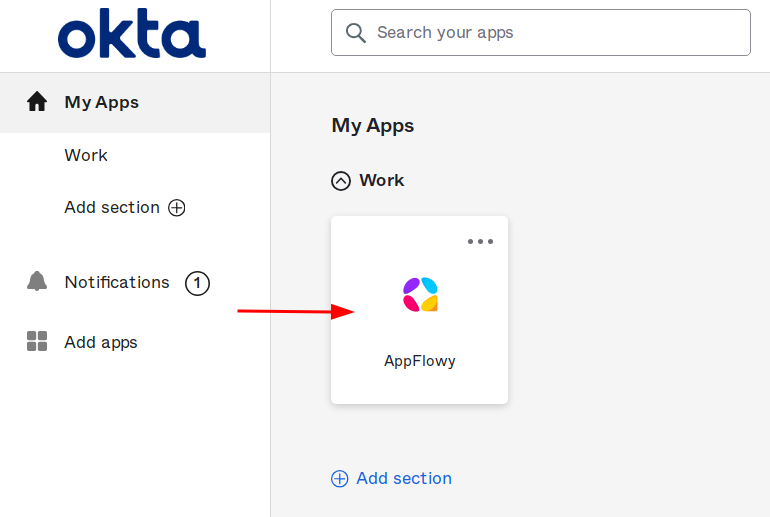 okta
Search your apps
My Apps
Work
Add section
Notifications 1
Add apps
My Apps
Work
AppFlowy
Add section